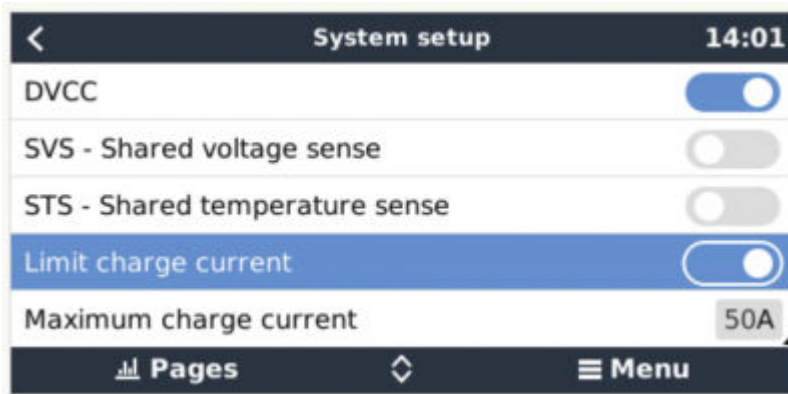 System setup 14:01
DVCC
SVS - Shared voltage sense
STS - Shared temperature sense
Limit charge current
Maximum charge current 50A
Pages Menu